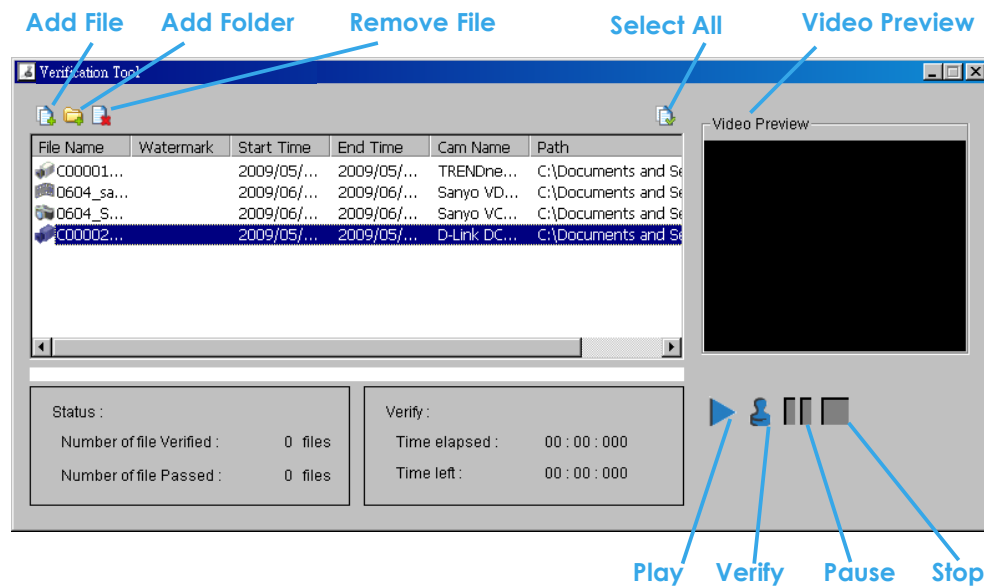 Add File Add Folder Remove File Select All Video Preview
Verification Tool
Video Preview
File Name Watermark Start Time End Time Cam Name Path
C00001... 2009/05/... 2009/05/... TRENDne... C:\Documents and Se
0604_sa... 2009/06/... 2009/06/... Sanyo VD... C:\Documents and Se
0604_S... 2009/06/... 2009/06/... Sanyo VC... C:\Documents and Se
C00002... 2009/05/... 2009/05/... D-Link DC... C:\Documents and Se
Status : Verify :
Number of file Verified : 0 files Time elapsed : 00 : 00 : 000
Number of file Passed : 0 files Time left : 00 : 00 : 000
Play Verify Pause Stop